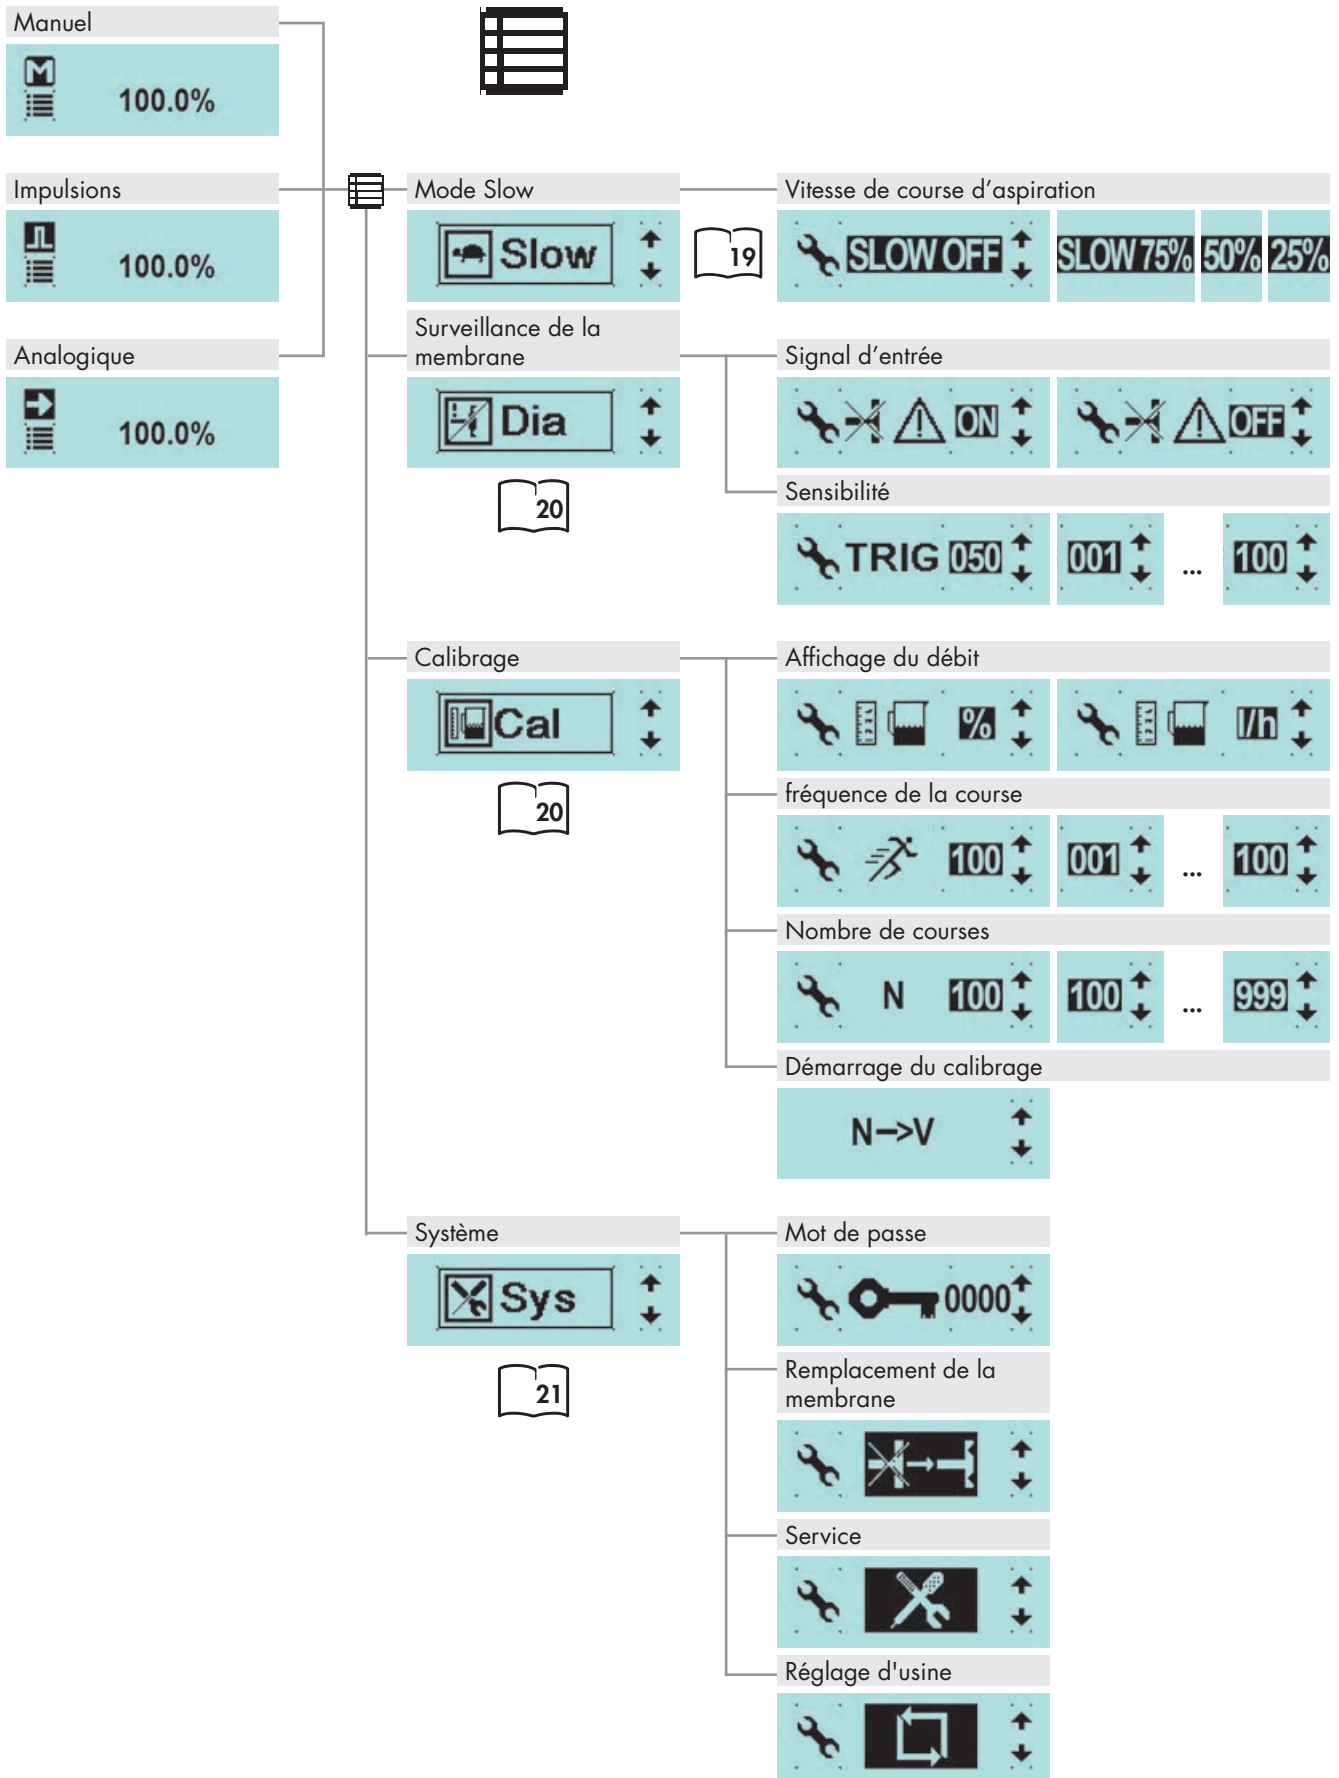 Manuel
100.0%
Impulsions
100.0%
Analogique
100.0%
Mode Slow
Slow
19
Vitesse de course d’aspiration
SLOW OFF SLOW 75% 50% 25%
Surveillance de la
membrane
Dia
20
Signal d’entrée
ON OFF
Sensibilité
TRIG 050 001 ... 100
Calibrage
Cal
20
Affichage du débit
% l/h
fréquence de la course
100 001 ... 100
Nombre de courses
N 100 100 ... 999
Démarrage du calibrage
N–>V
Système
Sys
21
Mot de passe
0000
Remplacement de la
membrane
Service
Réglage d'usine